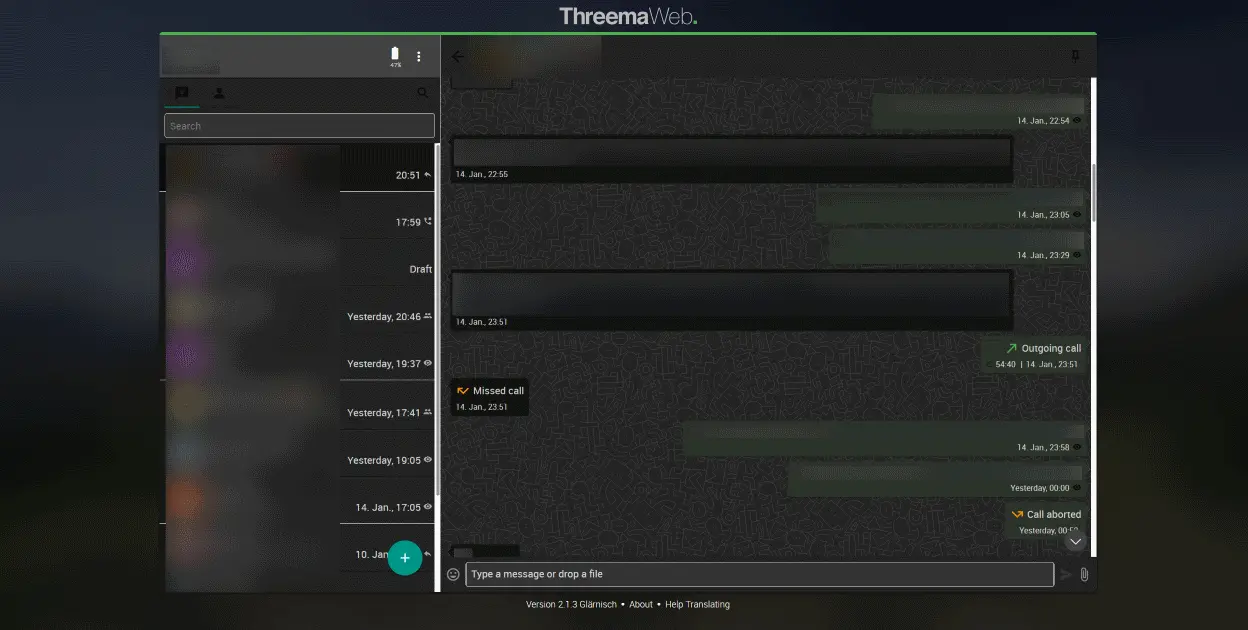 ThreemaWeb.
47%
Search
20:51
17:59
Draft
Yesterday, 20:46
Yesterday, 19:37
Yesterday, 17:41
Yesterday, 19:05
14. Jan., 17:05
10. Jan
+
14. Jan., 22:54
14. Jan., 22:55
14. Jan., 23:05
14. Jan., 23:29
14. Jan., 23:51
Outgoing call
54:40 | 14. Jan., 23:51
Missed call
14. Jan., 23:51
14. Jan., 23:58
Yesterday, 00:00
Call aborted
Yesterday,
Type a message or drop a file
Version 2.1.3 Glärnisch • About • Help Translating